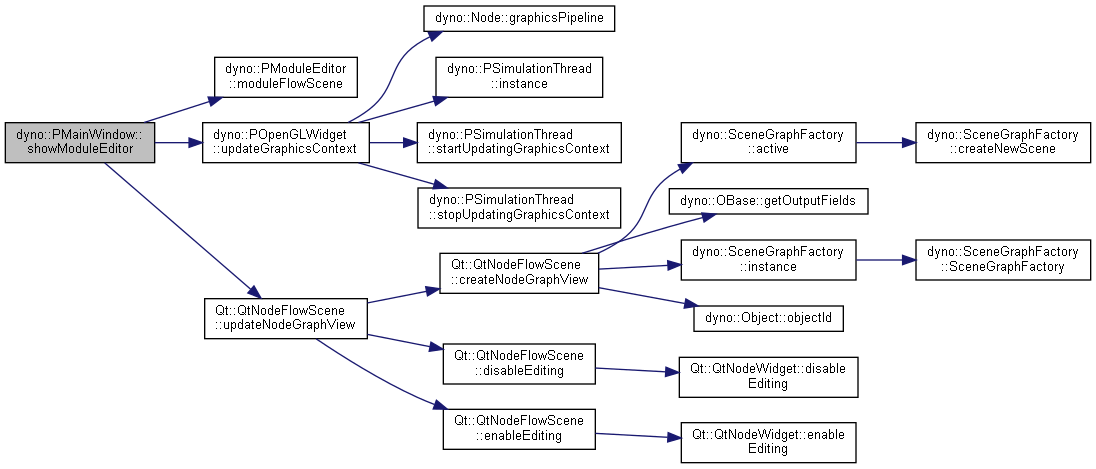 dyno::PMainWindow::
showModuleEditor
dyno::PModuleEditor
::moduleFlowScene
dyno::POpenGLWidget
::updateGraphicsContext
dyno::Node::graphicsPipeline
dyno::PSimulationThread
::instance
dyno::PSimulationThread
::startUpdatingGraphicsContext
dyno::PSimulationThread
::stopUpdatingGraphicsContext
Qt::QtNodeFlowScene
::updateNodeGraphView
Qt::QtNodeFlowScene
::createNodeGraphView
dyno::SceneGraphFactory
::active
dyno::SceneGraphFactory
::createNewScene
dyno::OBase::getOutputFields
dyno::SceneGraphFactory
::instance
dyno::SceneGraphFactory
::SceneGraphFactory
dyno::Object::objectId
Qt::QtNodeFlowScene
::disableEditing
Qt::QtNodeWidget::disable
Editing
Qt::QtNodeFlowScene
::enableEditing
Qt::QtNodeWidget::enable
Editing